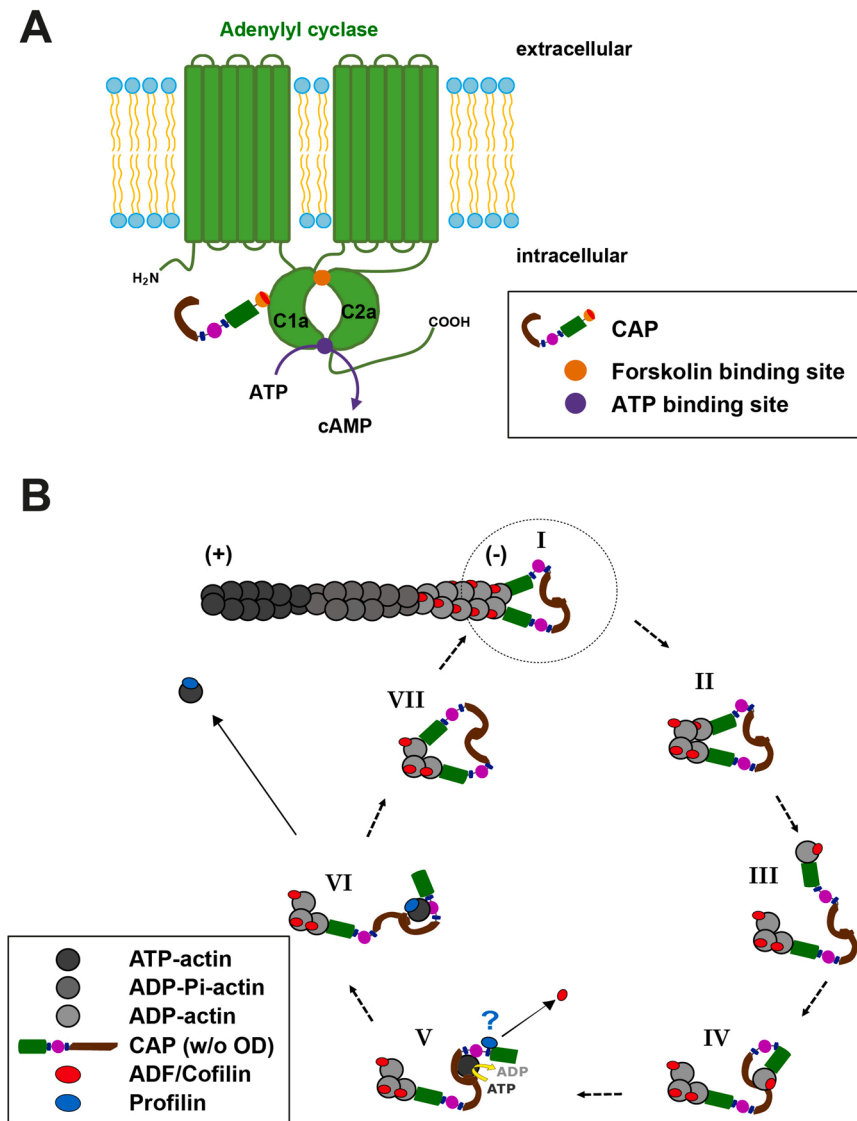 A
Adenylyl cyclase
extracellular
intracellular
H2N
C1a
C2a
COOH
ATP
cAMP
CAP
Forskolin binding site
ATP binding site
B
(+)
(-)
I
II
VII
III
VI
?
V
IV
ADP
ATP
ATP-actin
ADP-Pi-actin
ADP-actin
CAP (w/o OD)
ADF/Cofilin
Profilin